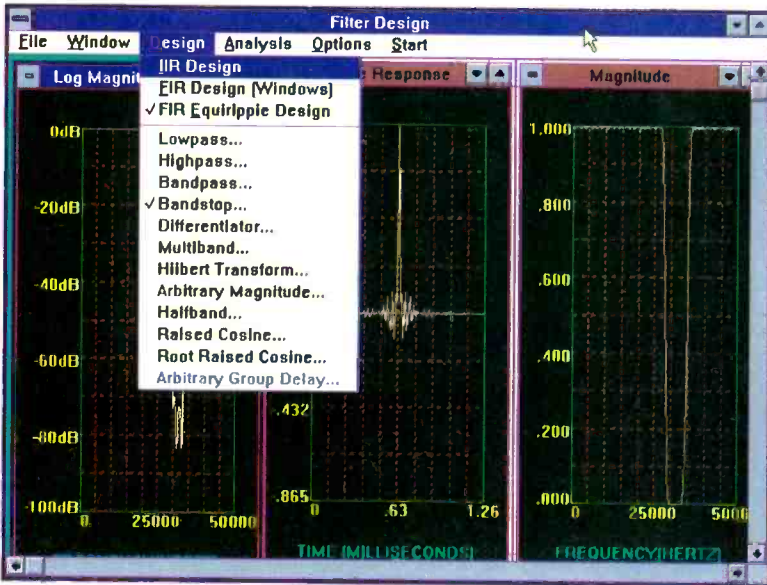 Filter Design
File Window Design Analysis Options Start
Log Magnit
Response
Magnitude
IIR Design
FIR Design (Windows)
✓FIR Equirippie Design
Lowpass...
Highpass...
Bandpass...
✓Bandstop...
Differentiator...
Multiband...
Hilbert Transform...
Arbitrary Magnitude...
Halfband...
Raised Cosine...
Root Raised Cosine...
Arbitrary Group Delay...
0dB
-20dB
-40dB
-60dB
-80dB
-100dB
0. 25000 50000
.432
.865
0 .63 1.26
TIME (MILLISECONDS)
1.000
.800
.600
.400
.200
.000
0 25000 5000
FREQUENCY(HERTZ)